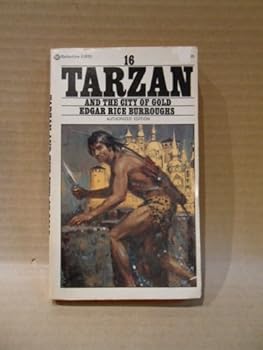 16
TARZAN
AND THE CITY OF GOLD
EDGAR RICE BURROUGHS
AUTHORIZED EDITION